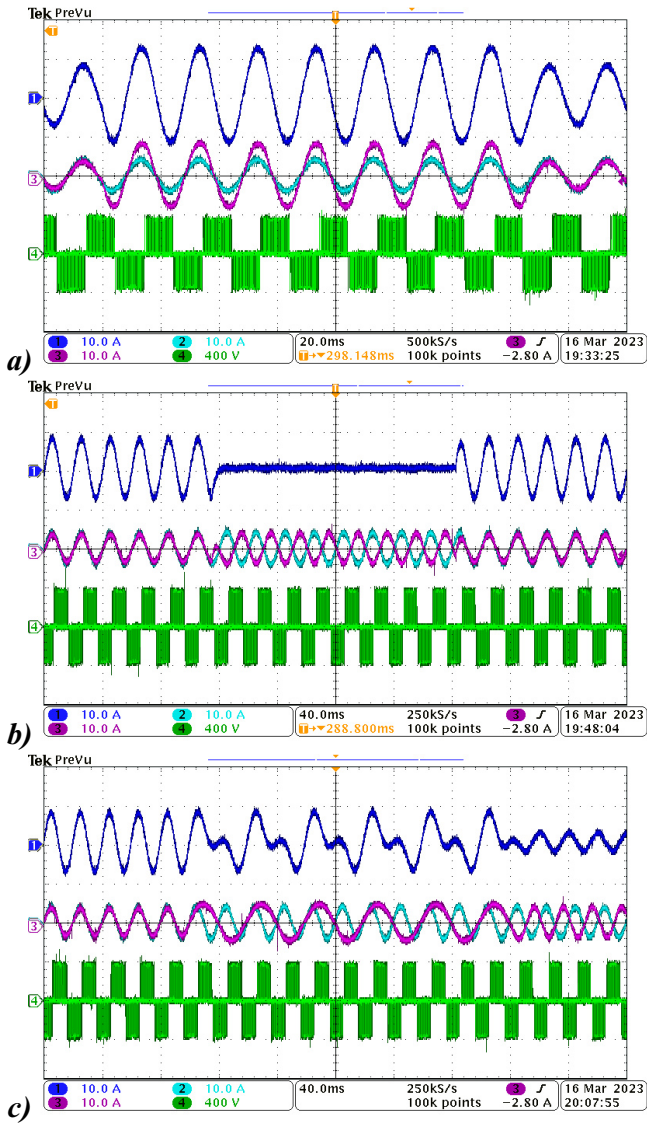 Tek PreVu
T
T
1
3
4
1 10.0 A 2 10.0 A 20.0ms 500kS/s 3 16 Mar 2023
3 10.0 A 4 400 V T→▼298.148ms 100k points −2.80 A 19:33:25
a)
Tek PreVu
T
T
1
3
4
1 10.0 A 2 10.0 A 40.0ms 250kS/s 3 16 Mar 2023
3 10.0 A 4 400 V T→▼288.800ms 100k points −2.80 A 19:48:04
b)
Tek PreVu
1
3
4
1 10.0 A 2 10.0 A 40.0ms 250kS/s 3 16 Mar 2023
3 10.0 A 4 400 V 100k points −2.80 A 20:07:55
c)